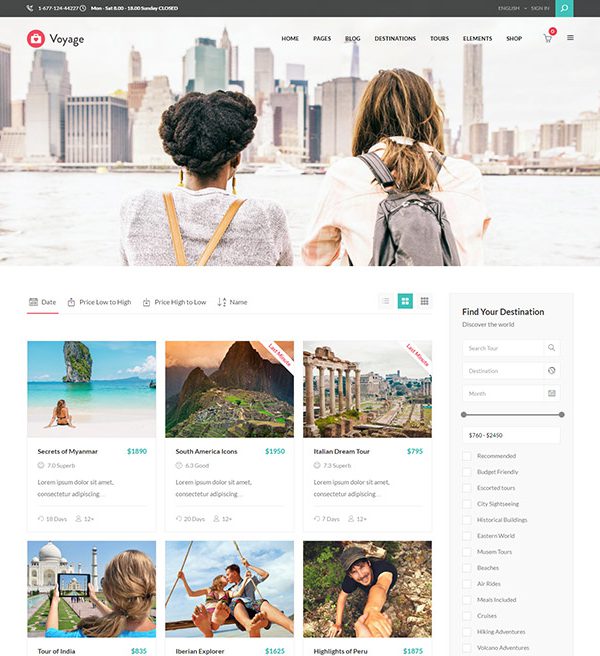 1-677-124-44227 Mon - Sat 8.00 - 18.00 Sunday CLOSED ENGLISH SIGN IN
Voyage HOME PAGES BLOG DESTINATIONS TOURS ELEMENTS SHOP 0
Date Price Low to High Price High to Low Name
Find Your Destination
Discover the world
Search Tour
Destination
Month
$760 - $2450
Recommended
Budget Friendly
Escorted tours
City Sightseeing
Historical Buildings
Eastern World
Musem Tours
Beaches
Air Rides
Meals Included
Cruises
Hiking Adventures
Volcano Adventures
Secrets of Myanmar $1890
7.0 Superb
Lorem ipsum dolor sit amet,
consectetur adipiscing ...
18 Days 12+
Last Minute
South America Icons $1950
6.3 Good
Lorem ipsum dolor sit amet,
consectetur adipiscing ...
20 Days 12+
Last Minute
Italian Dream Tour $795
7.3 Superb
Lorem ipsum dolor sit amet,
consectetur adipiscing ...
7 Days 12+
Tour of India $835
Iberian Explorer $1625
Highlights of Peru $1875